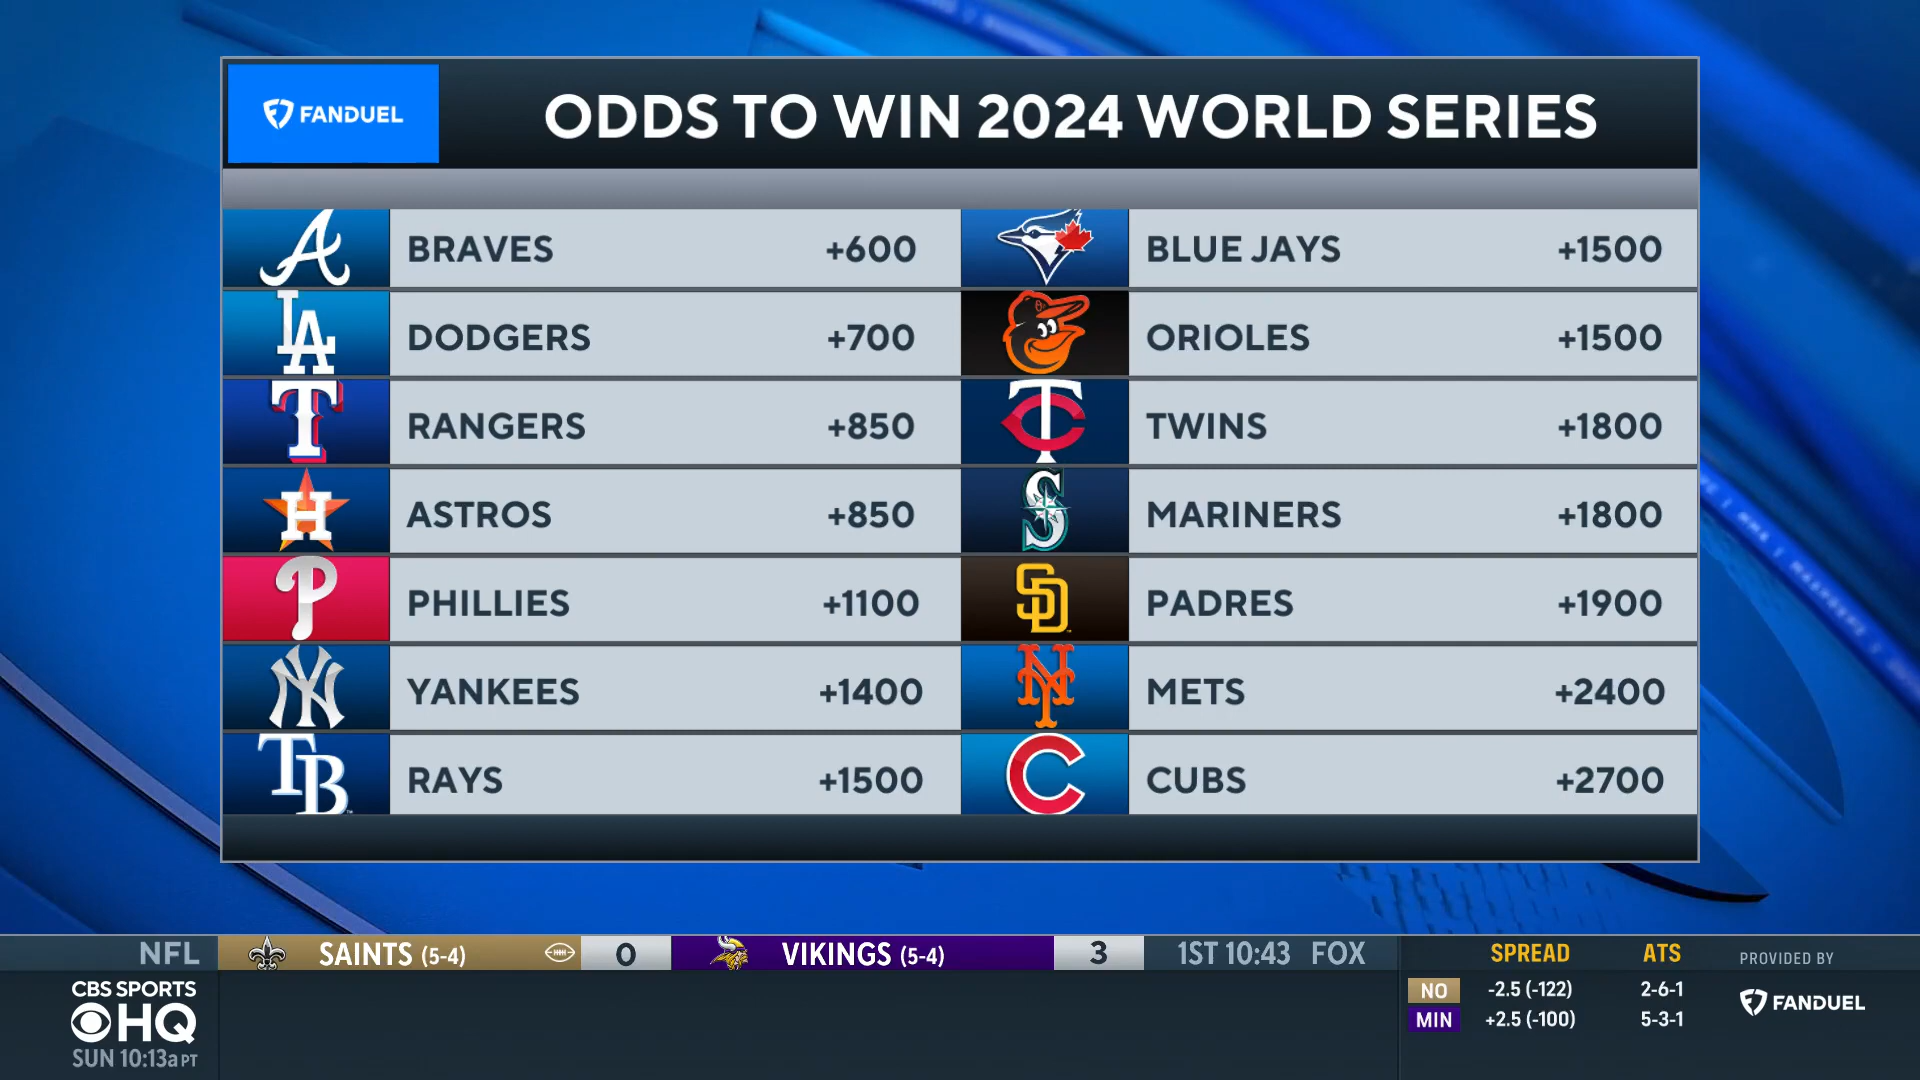 FANDUEL
ODDS TO WIN 2024 WORLD SERIES
BRAVES +600
DODGERS +700
RANGERS +850
ASTROS +850
PHILLIES +1100
YANKEES +1400
RAYS +1500
BLUE JAYS +1500
ORIOLES +1500
TWINS +1800
MARINERS +1800
PADRES +1900
METS +2400
CUBS +2700
NFL SAINTS (5-4) 0 VIKINGS (5-4) 3 1ST 10:43 FOX
CBS SPORTS
HQ
SUN 10:13a PT
SPREAD ATS
NO -2.5 (-122) 2-6-1
MIN +2.5 (-100) 5-3-1
PROVIDED BY
FANDUEL